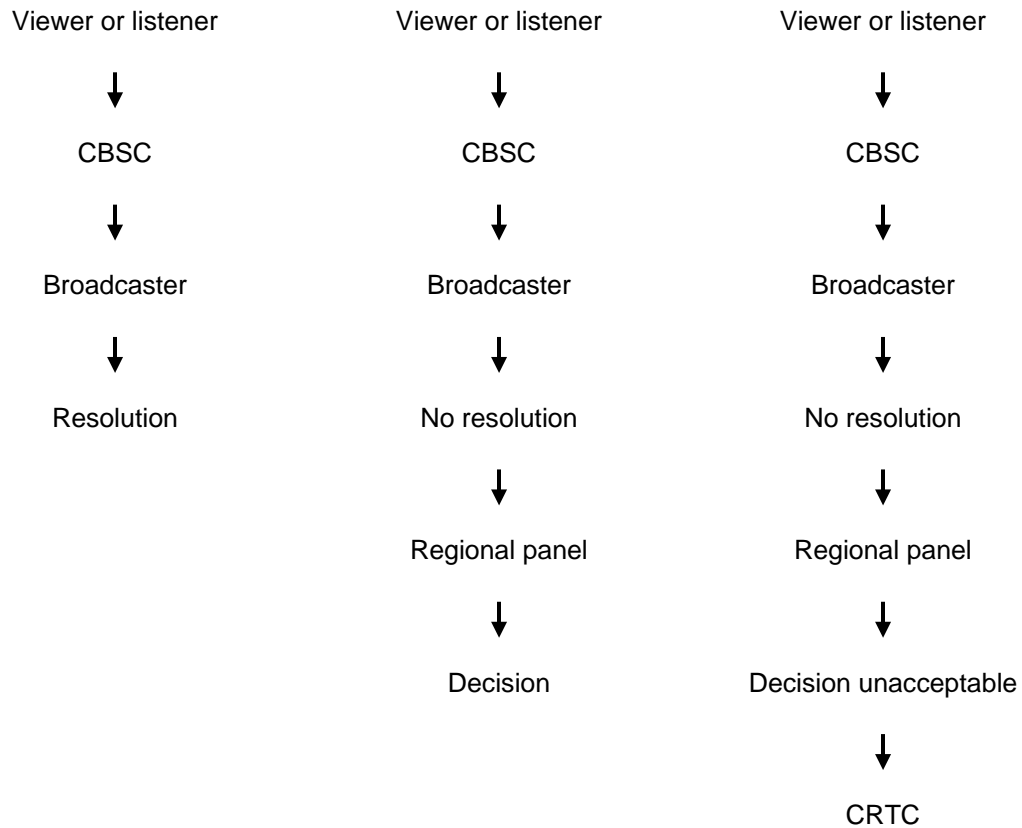 Viewer or listener Viewer or listener Viewer or listener
CBSC CBSC CBSC
Broadcaster Broadcaster Broadcaster
Resolution No resolution No resolution
Regional panel Regional panel
Decision Decision unacceptable
CRTC